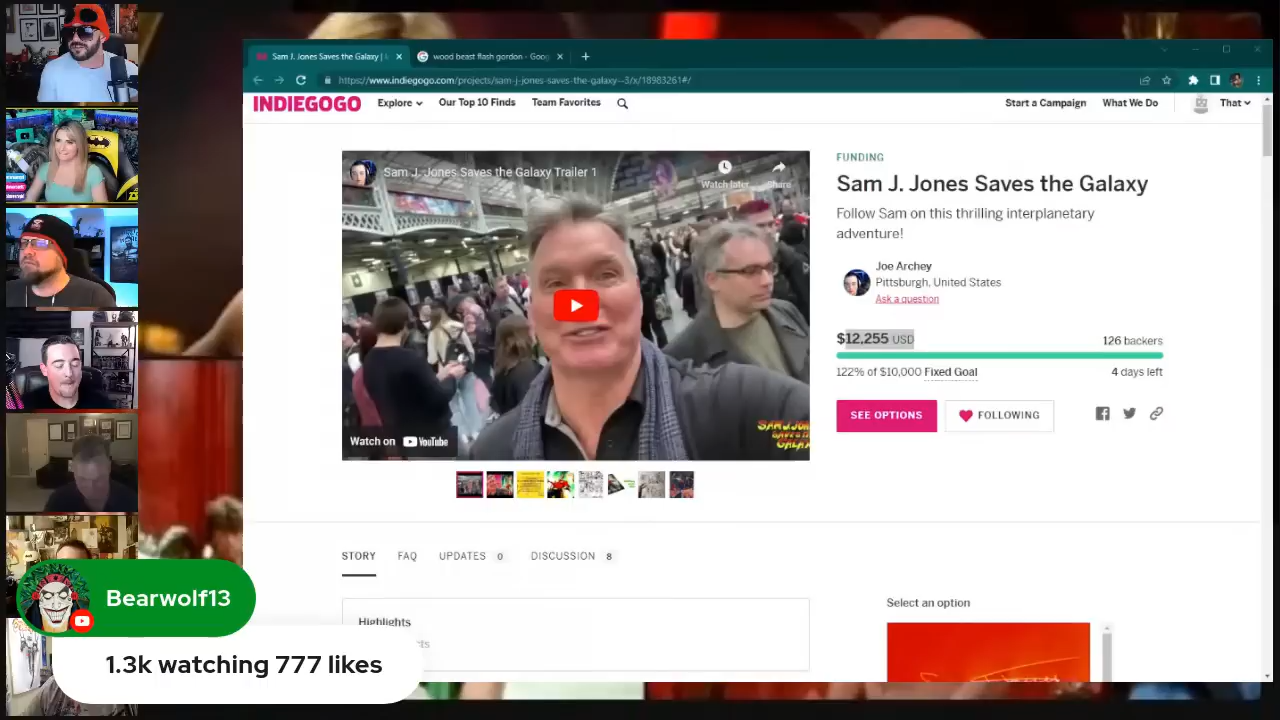 Sam J. Jones Saves the Galaxy |
wood beast flash gordon - Goog
https://www.indiegogo.com/projects/sam-j-jones-saves-the-galaxy--3/x/18983261#/
INDIEGOGO
Explore
Our Top 10 Finds
Team Favorites
Start a Campaign
What We Do
That
Sam J. Jones Saves the Galaxy Trailer 1
Watch later
Share
Watch on YouTube
SAM J. JONES
SAVES THE
GALAXY
FUNDING
Sam J. Jones Saves the Galaxy
Follow Sam on this thrilling interplanetary
adventure!
Joe Archey
Pittsburgh, United States
Ask a question
$12,255 USD
126 backers
122% of $10,000 Fixed Goal
4 days left
SEE OPTIONS
FOLLOWING
STORY
FAQ
UPDATES 0
DISCUSSION 8
Highlights
Select an option
Bearwolf13
1.3k watching 777 likes